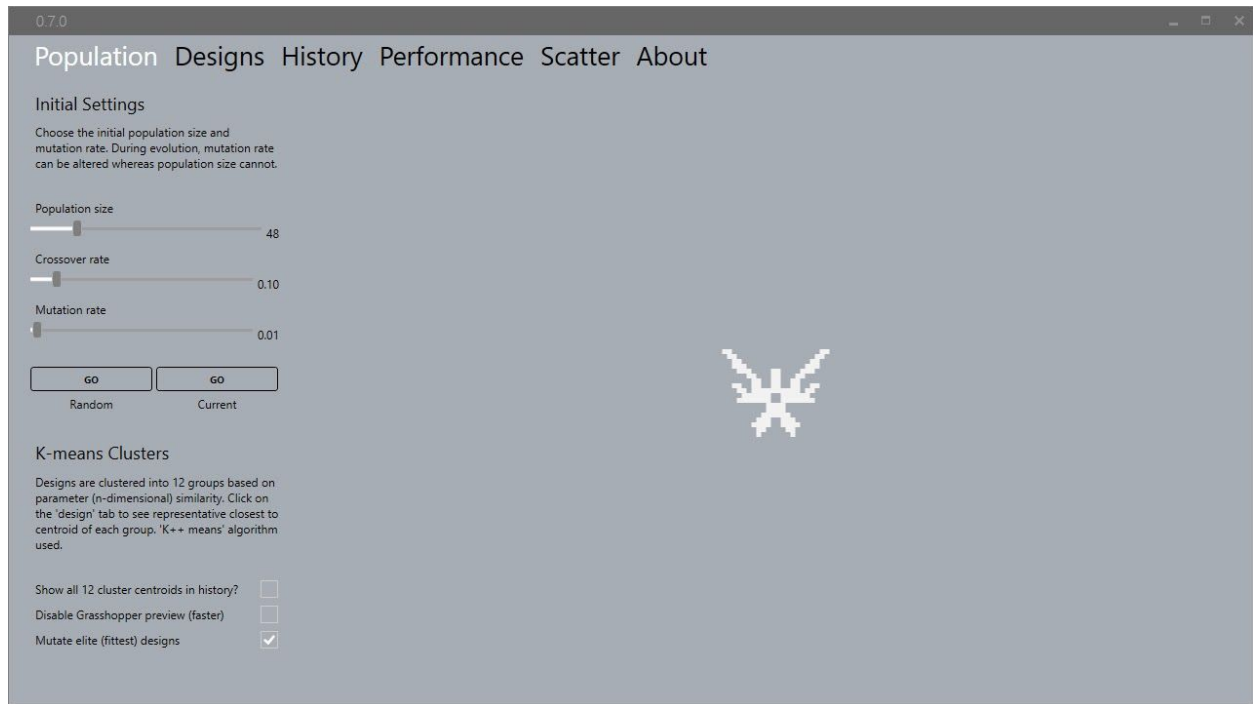 0.7.0
Population Designs History Performance Scatter About
Initial Settings
Choose the initial population size and
mutation rate. During evolution, mutation rate
can be altered whereas population size cannot.
Population size
48
Crossover rate
0.10
Mutation rate
0.01
GO GO
Random Current
K-means Clusters
Designs are clustered into 12 groups based on
parameter (n-dimensional) similarity. Click on
the 'design' tab to see representative closest to
centroid of each group. 'K++ means' algorithm
used.
Show all 12 cluster centroids in history?
Disable Grasshopper preview (faster)
Mutate elite (fittest) designs